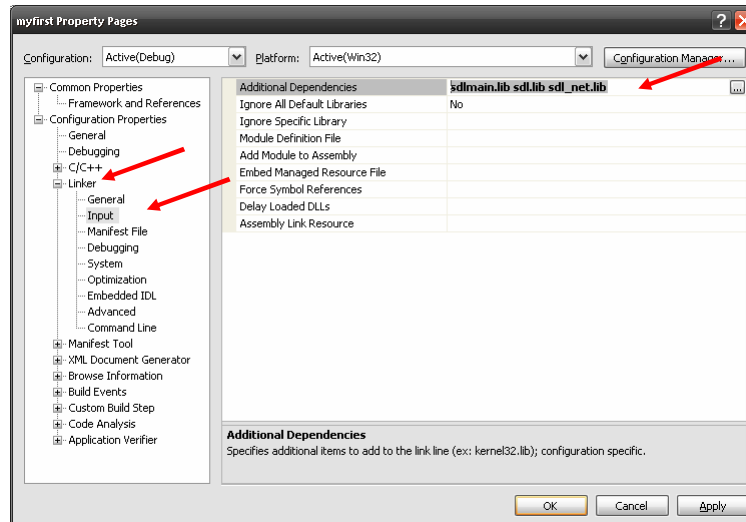 myfirst Property Pages
Configuration: Active(Debug) Platform: Active(Win32) Configuration Manager...
Common Properties
Framework and References
Configuration Properties
General
Debugging
C/C++
Linker
General
Input
Manifest File
Debugging
System
Optimization
Embedded IDL
Advanced
Command Line
Manifest Tool
XML Document Generator
Browse Information
Build Events
Custom Build Step
Code Analysis
Application Verifier
Additional Dependencies sdlmain.lib sdl.lib sdl_net.lib ...
Ignore All Default Libraries No
Ignore Specific Library
Module Definition File
Add Module to Assembly
Embed Managed Resource File
Force Symbol References
Delay Loaded DLLs
Assembly Link Resource
Additional Dependencies
Specifies additional items to add to the link line (ex: kernel32.lib); configuration specific.
OK Cancel Apply